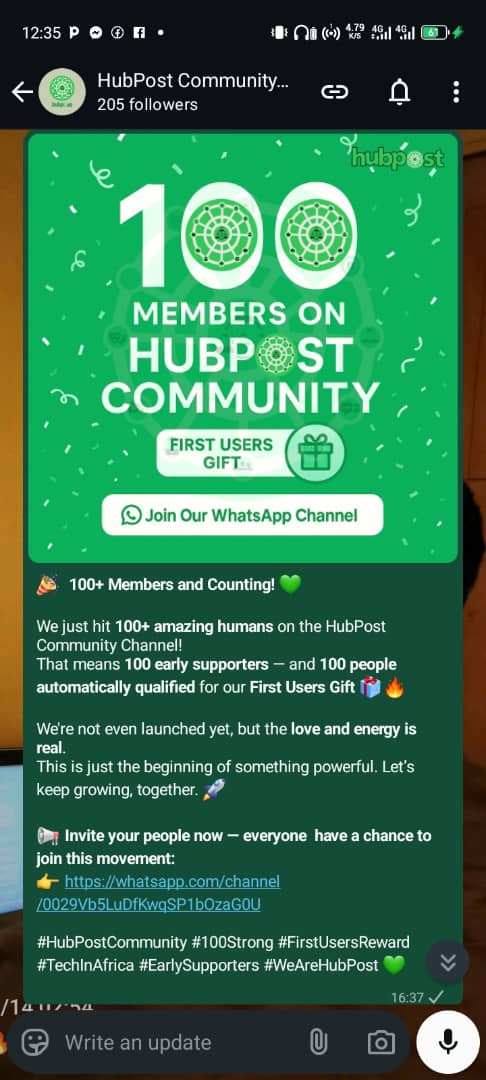 12:35
4.79 K/S 4G 4G 61
HubPost Community...
205 followers
hubpost
100
MEMBERS ON
HUBPOST
COMMUNITY
FIRST USERS
GIFT
Join Our WhatsApp Channel
🎉 100+ Members and Counting! 💚
We just hit 100+ amazing humans on the HubPost
Community Channel!
That means 100 early supporters — and 100 people
automatically qualified for our First Users Gift 🎁🔥
We're not even launched yet, but the love and energy is
real.
This is just the beginning of something powerful. Let's
keep growing, together. 🚀
📢 Invite your people now — everyone have a chance to
join this movement:
👉 https://whatsapp.com/channel
/0029Vb5LuDfKwqSP1bOzaG0U
#HubPostCommunity #100Strong #FirstUsersReward
#TechInAfrica #EarlySupporters #WeAreHubPost 💚
16:37
Write an update